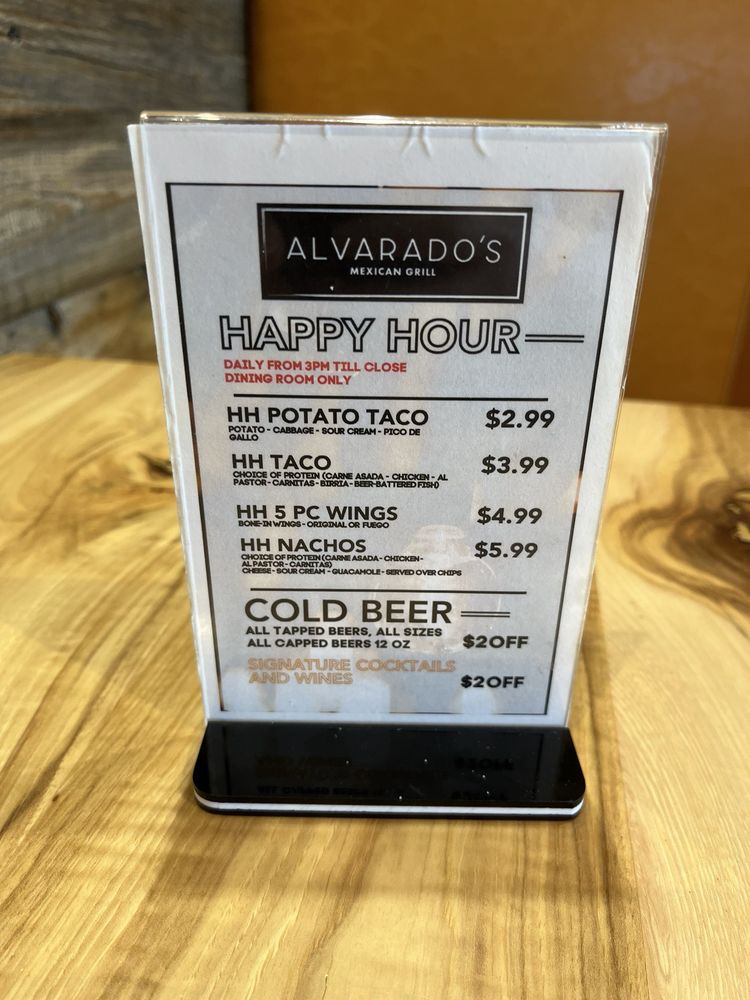 ALVARADO'S
MEXICAN GRILL
HAPPY HOUR
DAILY FROM 3PM TILL CLOSE
DINING ROOM ONLY
HH POTATO TACO $2.99
POTATO - CABBAGE - SOUR CREAM - PICO DE
GALLO
HH TACO $3.99
CHOICE OF PROTEIN (CARNE ASADA - CHICKEN - AL
PASTOR - CARNITAS - BIRRIA - BEER-BATTERED FISH)
HH 5 PC WINGS $4.99
BONE-IN WINGS - ORIGINAL OR FUEGO
HH NACHOS $5.99
CHOICE OF PROTEIN (CARNE ASADA - CHICKEN -
AL PASTOR - CARNITAS)
CHEESE - SOUR CREAM - GUACAMOLE - SERVED OVER CHIPS
COLD BEER
ALL TAPPED BEERS, ALL SIZES
ALL CAPPED BEERS 12 OZ $2OFF
SIGNATURE COCKTAILS
AND WINES $2OFF